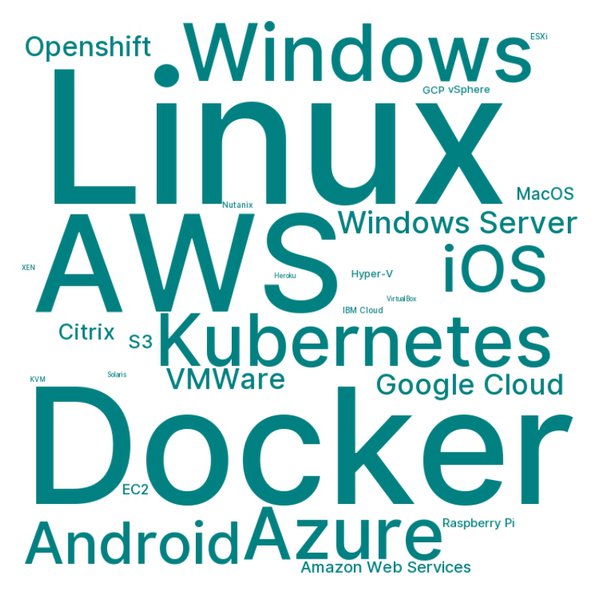 Openshift
Windows
ESXi
GCP
vSphere
Linux
MacOS
Nutanix
AWS
Windows Server
XEN
Heroku
Hyper-V
iOS
VirtualBox
IBM Cloud
Citrix
S3
Kubernetes
Solaris
KVM
VMWare
Google Cloud
Docker
EC2
Android
Azure
Raspberry Pi
Amazon Web Services